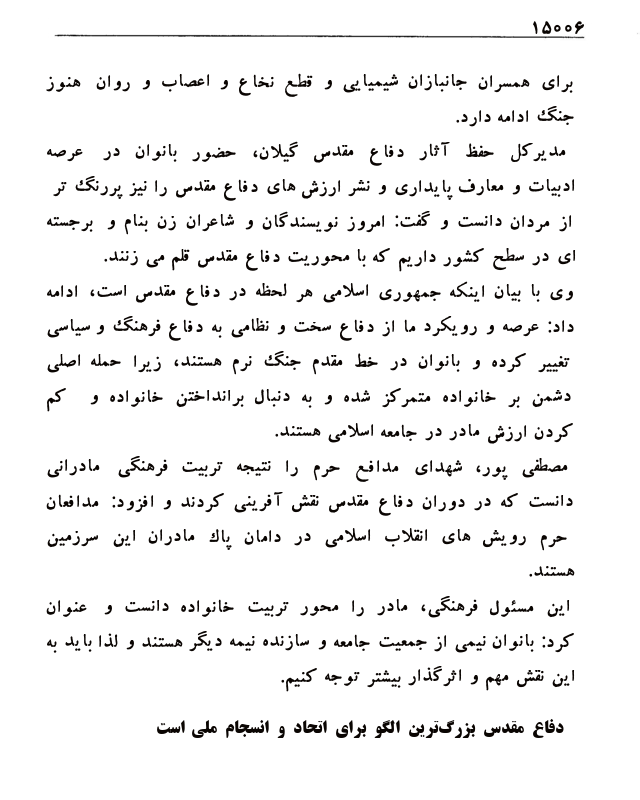 ۱۵۰۰۶
برای همسران جانبازان شیمیایی و قطع نخاع و اعصاب و روان هنوز
جنگ ادامه دارد.
مدیرکل حفظ آثار دفاع مقدس گیلان، حضور بانوان در عرصه
ادبیات و معارف پایداری و نشر ارزش های دفاع مقدس را نیز پررنگ تر
از مردان دانست و گفت: امروز نویسندگان و شاعران زن بنام و برجسته
ای در سطح کشور داریم که با محوریت دفاع مقدس قلم می زنند.
وی با بیان اینکه جمهوری اسلامی هر لحظه در دفاع مقدس است، ادامه
داد: عرصه و رویکرد ما از دفاع سخت و نظامی به دفاع فرهنگ و سیاسی
تغییر کرده و بانوان در خط مقدم جنگ نرم هستند، زیرا حمله اصلی
دشمن بر خانواده متمرکز شده و به دنبال برانداختن خانواده و کم
کردن ارزش مادر در جامعه اسلامی هستند.
مصطفی پور، شهدای مدافع حرم را نتیجه تربیت فرهنگی مادرانی
دانست که در دوران دفاع مقدس نقش آفرینی کردند و افزود: مدافعان
حرم رویش های انقلاب اسلامی در دامان پاك مادران این سرزمین
هستند.
این مسئول فرهنگی، مادر را محور تربیت خانواده دانست و عنوان
کرد: بانوان نیمی از جمعیت جامعه و سازنده نیمه دیگر هستند و لذا باید به
این نقش مهم و اثرگذار بیشتر توجه کنیم.
دفاع مقدس بزرگ‌ترین الگو برای اتحاد و انسجام ملی است